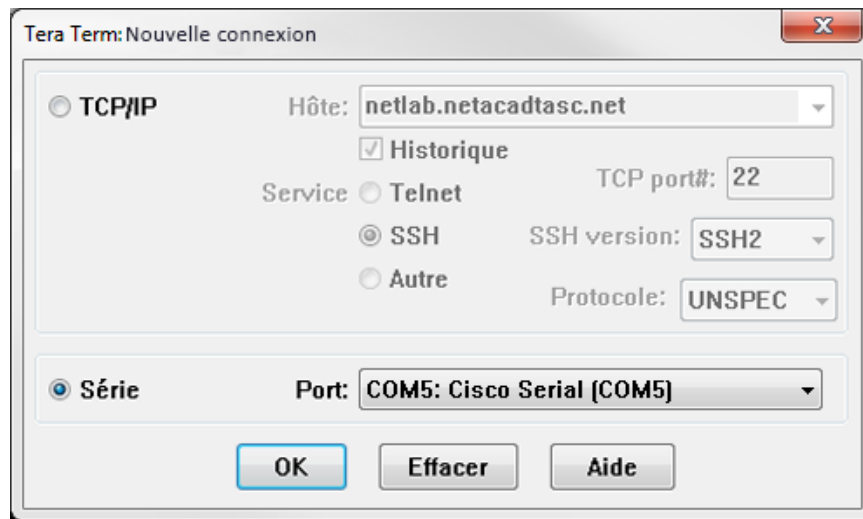 Tera Term: Nouvelle connexion
TCP/IP Hôte: netlab.netacadtasc.net
Historique
Service Telnet TCP port#: 22
SSH SSH version: SSH2
Autre Protocole: UNSPEC
Série Port: COM5: Cisco Serial (COM5)
OK Effacer Aide